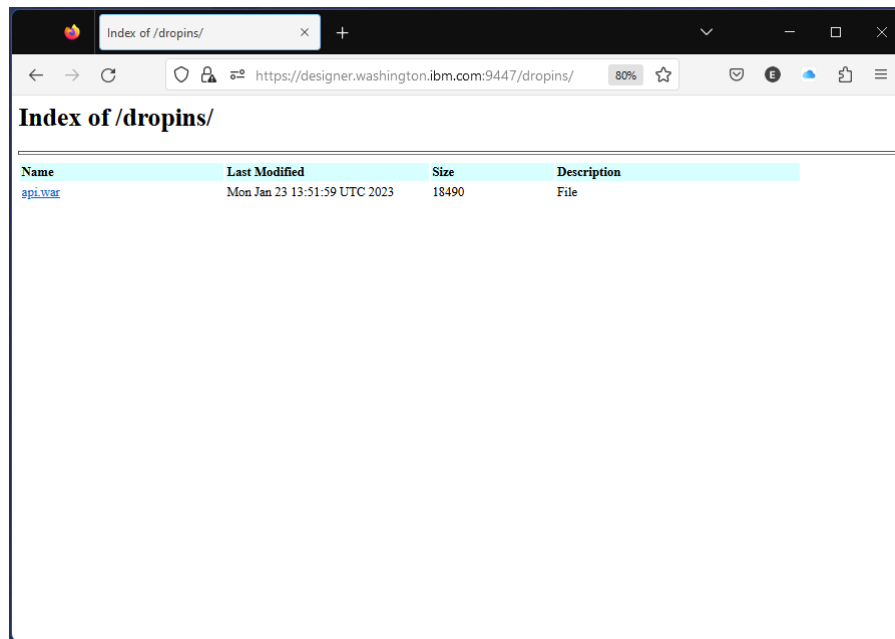 Index of /dropins/
https://designer.washington.ibm.com:9447/dropins/ 80% E
Index of /dropins/
Name Last Modified Size Description
api.war Mon Jan 23 13:51:59 UTC 2023 18490 File